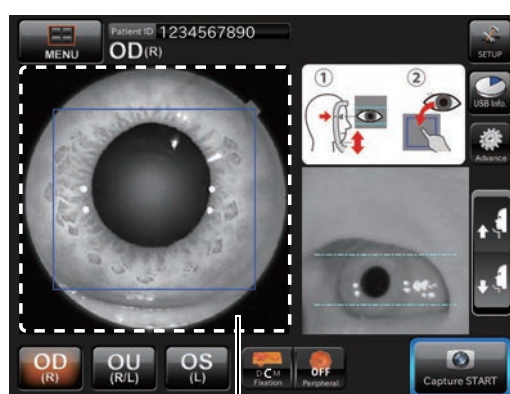 MENU
Patient ID 1234567890
OD(R)
SETUP
① ②
USB Info.
Advance
OD
(R)
OU
(R/L)
OS
(L)
DCM
Fixation
OFF
Peripheral
Capture START